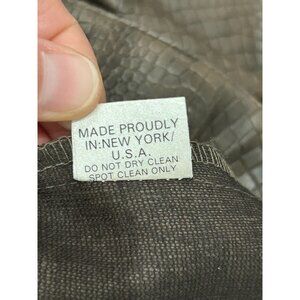 MADE PROUDLY
IN:NEW YORK/
U.S.A.
DO NOT DRY CLEAN
SPOT CLEAN ONLY